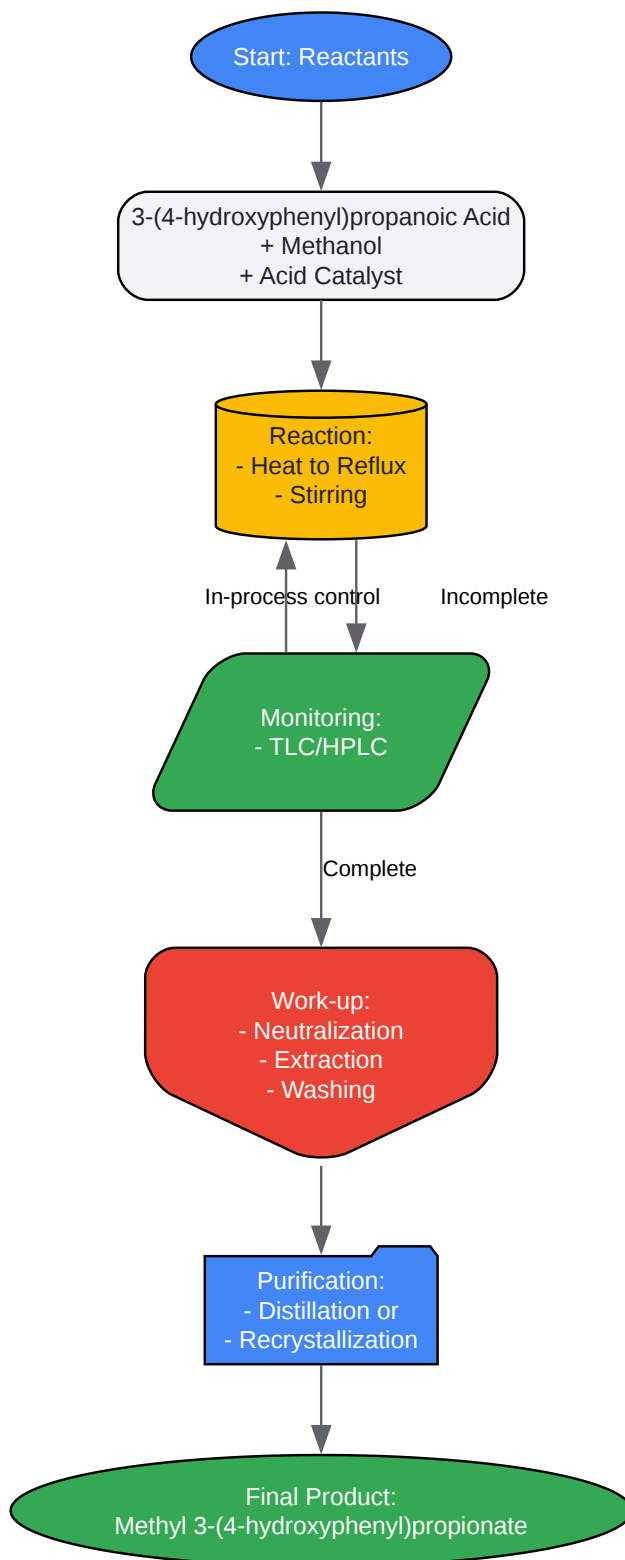 Start: Reactants
3-(4-hydroxyphenyl)propanoic Acid
+ Methanol
+ Acid Catalyst
Reaction:
- Heat to Reflux
- Stirring
In-process control
Incomplete
Monitoring:
- TLC/HPLC
Complete
Work-up:
- Neutralization
- Extraction
- Washing
Purification:
- Distillation or
- Recrystallization
Final Product:
Methyl 3-(4-hydroxyphenyl)propionate